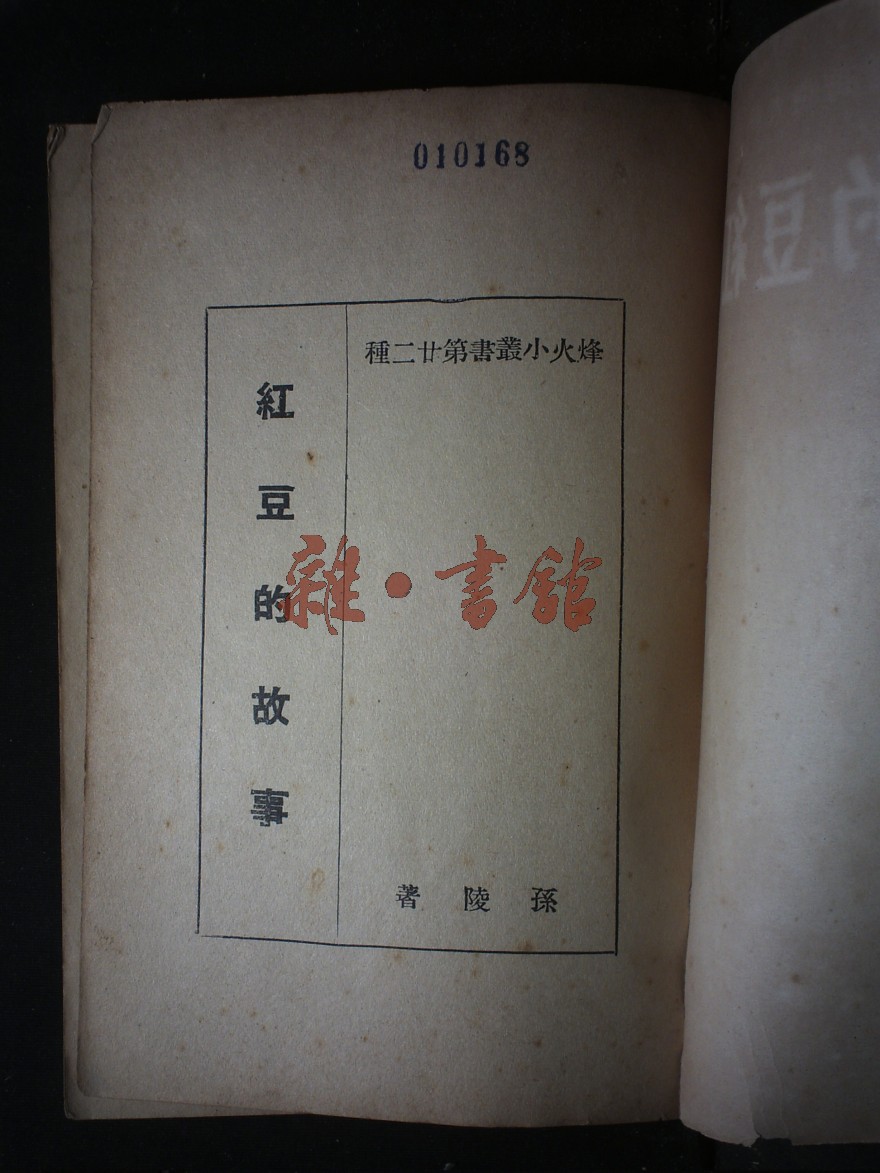 010168
烽火小叢書第廿二種
紅豆的故事
孫陵著
雜·書館